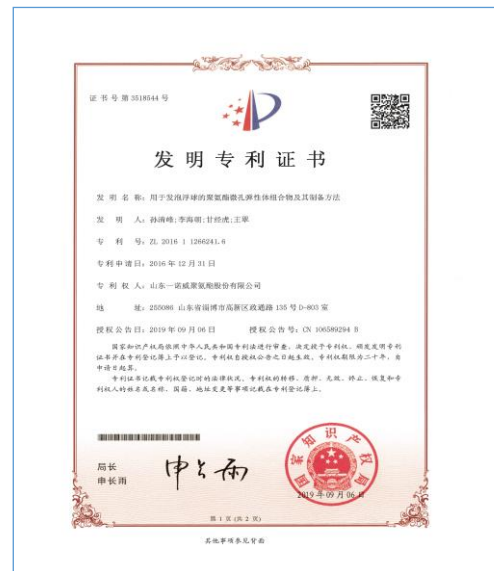 证书号第3518544号
发明专利证书
发 明 名 称：用于发泡浮球的聚氨酯微孔弹性体组合物及其制备方法
发 明 人：孙清峰;李海朝;甘经虎;王翠
专 利 号：ZL 2016 1 1266241.6
专利申请日：2016年12月31日
专 利 权 人：山东一诺威聚氨酯股份有限公司
地 址：255086 山东省淄博市高新区政通路135号D-803室
授权公告日：2019年09月06日 授权公告号：CN 106589294 B
国家知识产权局依照中华人民共和国专利法进行审查，决定授予专利权，颁发发明专利
证书并在专利登记簿上予以登记。专利权自授权公告之日起生效。专利权期限为二十年，自
申请日起算。
专利证书记载专利权登记时的法律状况。专利权的转移、质押、无效、终止、恢复和专
利权人的姓名或名称、国籍、地址变更等事项记载在专利登记簿上。
局长
申长雨
申长雨
国家知识产权局
2019年09月06日
第 1 页 (共 2 页)
其他事项参见背面